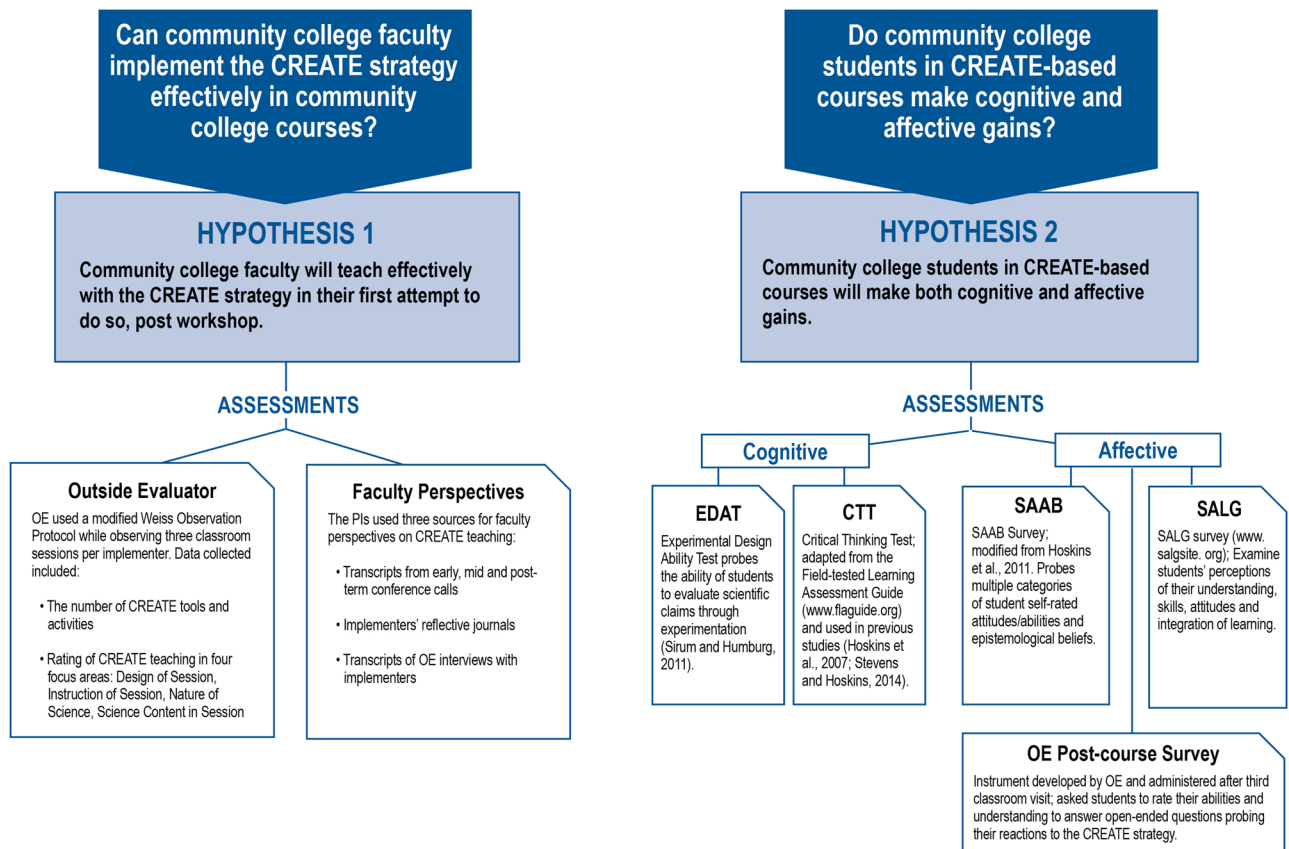 Can community college faculty
implement the CREATE strategy
effectively in community
college courses?
HYPOTHESIS 1
Community college faculty will teach effectively
with the CREATE strategy in their first attempt to
do so, post workshop.
ASSESSMENTS
Outside Evaluator
OE used a modified Weiss Observation
Protocol while observing three classroom
sessions per implementer. Data collected
included:
• The number of CREATE tools and
activities
• Rating of CREATE teaching in four
focus areas: Design of Session,
Instruction of Session, Nature of
Science, Science Content in Session
Faculty Perspectives
The PIs used three sources for faculty
perspectives on CREATE teaching:
• Transcripts from early, mid and post-
term conference calls
• Implementers’ reflective journals
• Transcripts of OE interviews with
implementers
Do community college
students in CREATE-based
courses make cognitive and
affective gains?
HYPOTHESIS 2
Community college students in CREATE-based
courses will make both cognitive and affective
gains.
ASSESSMENTS
Cognitive
EDAT
Experimental Design
Ability Test probes
the ability of students
to evaluate scientific
claims through
experimentation
(Sirum and Humburg,
2011).
CTT
Critical Thinking Test;
adapted from the
Field-tested Learning
Assessment Guide
(www.flaguide.org)
and used in previous
studies (Hoskins et
al., 2007; Stevens
and Hoskins, 2014).
Affective
SAAB
SAAB Survey;
modified from Hoskins
et al., 2011. Probes
multiple categories
of student self-rated
attitudes/abilities and
epistemological beliefs.
SALG
SALG survey (www.
salgsite. org); Examine
students’ perceptions
of their understanding,
skills, attitudes and
integration of learning.
OE Post-course Survey
Instrument developed by OE and administered after third
classroom visit; asked students to rate their abilities and
understanding to answer open-ended questions probing
their reactions to the CREATE strategy.